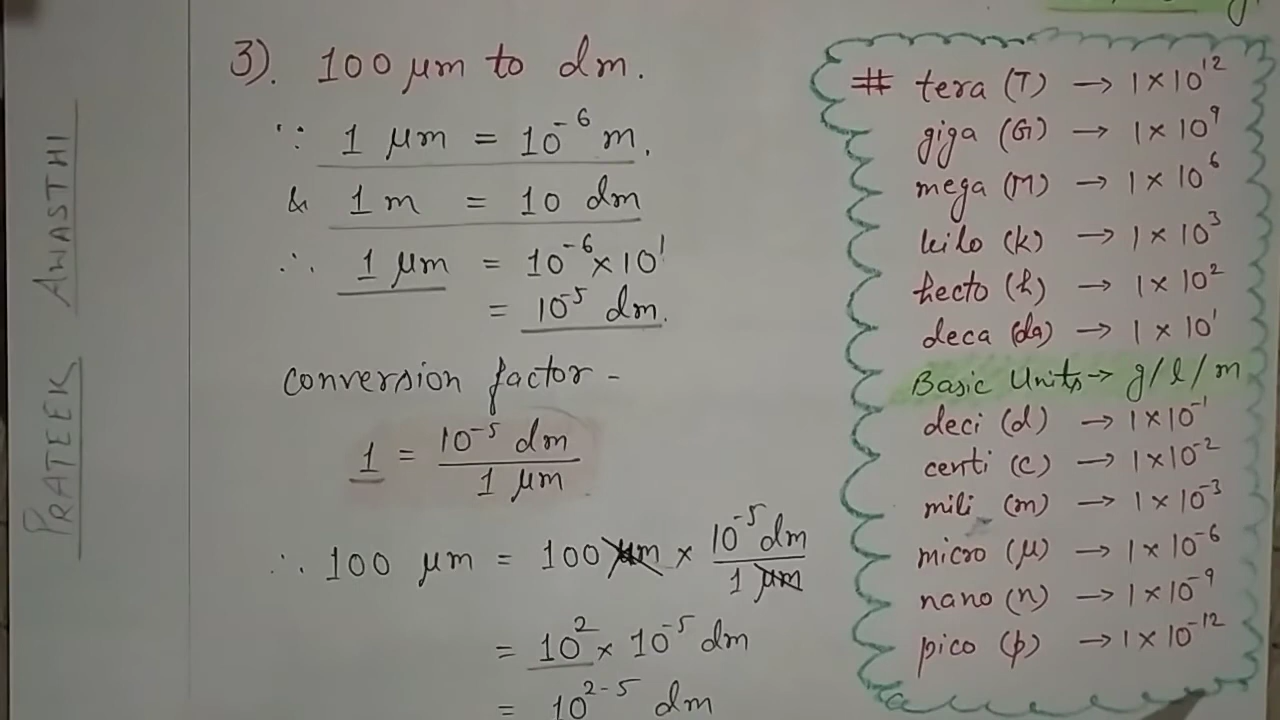 3). 100 μm to dm.
∵ 1 μm = 10⁻⁶ m.
& 1 m = 10 dm
∴ 1 μm = 10⁻⁶ × 10¹
= 10⁻⁵ dm.
conversion factor -
1 = 10⁻⁵ dm / 1 μm
∴ 100 μm = 100 μm × 10⁻⁵ dm / 1 μm
= 10² × 10⁻⁵ dm
= 10²⁻⁵ dm
# tera (T) → 1 × 10¹²
giga (G) → 1 × 10⁹
mega (M) → 1 × 10⁶
kilo (k) → 1 × 10³
hecto (h) → 1 × 10²
deca (da) → 1 × 10¹
Basic Units → g/l/m
deci (d) → 1 × 10⁻¹
centi (c) → 1 × 10⁻²
mili (m) → 1 × 10⁻³
micro (μ) → 1 × 10⁻⁶
nano (n) → 1 × 10⁻⁹
pico (p) → 1 × 10⁻¹²
PRATEEK AWASTHI